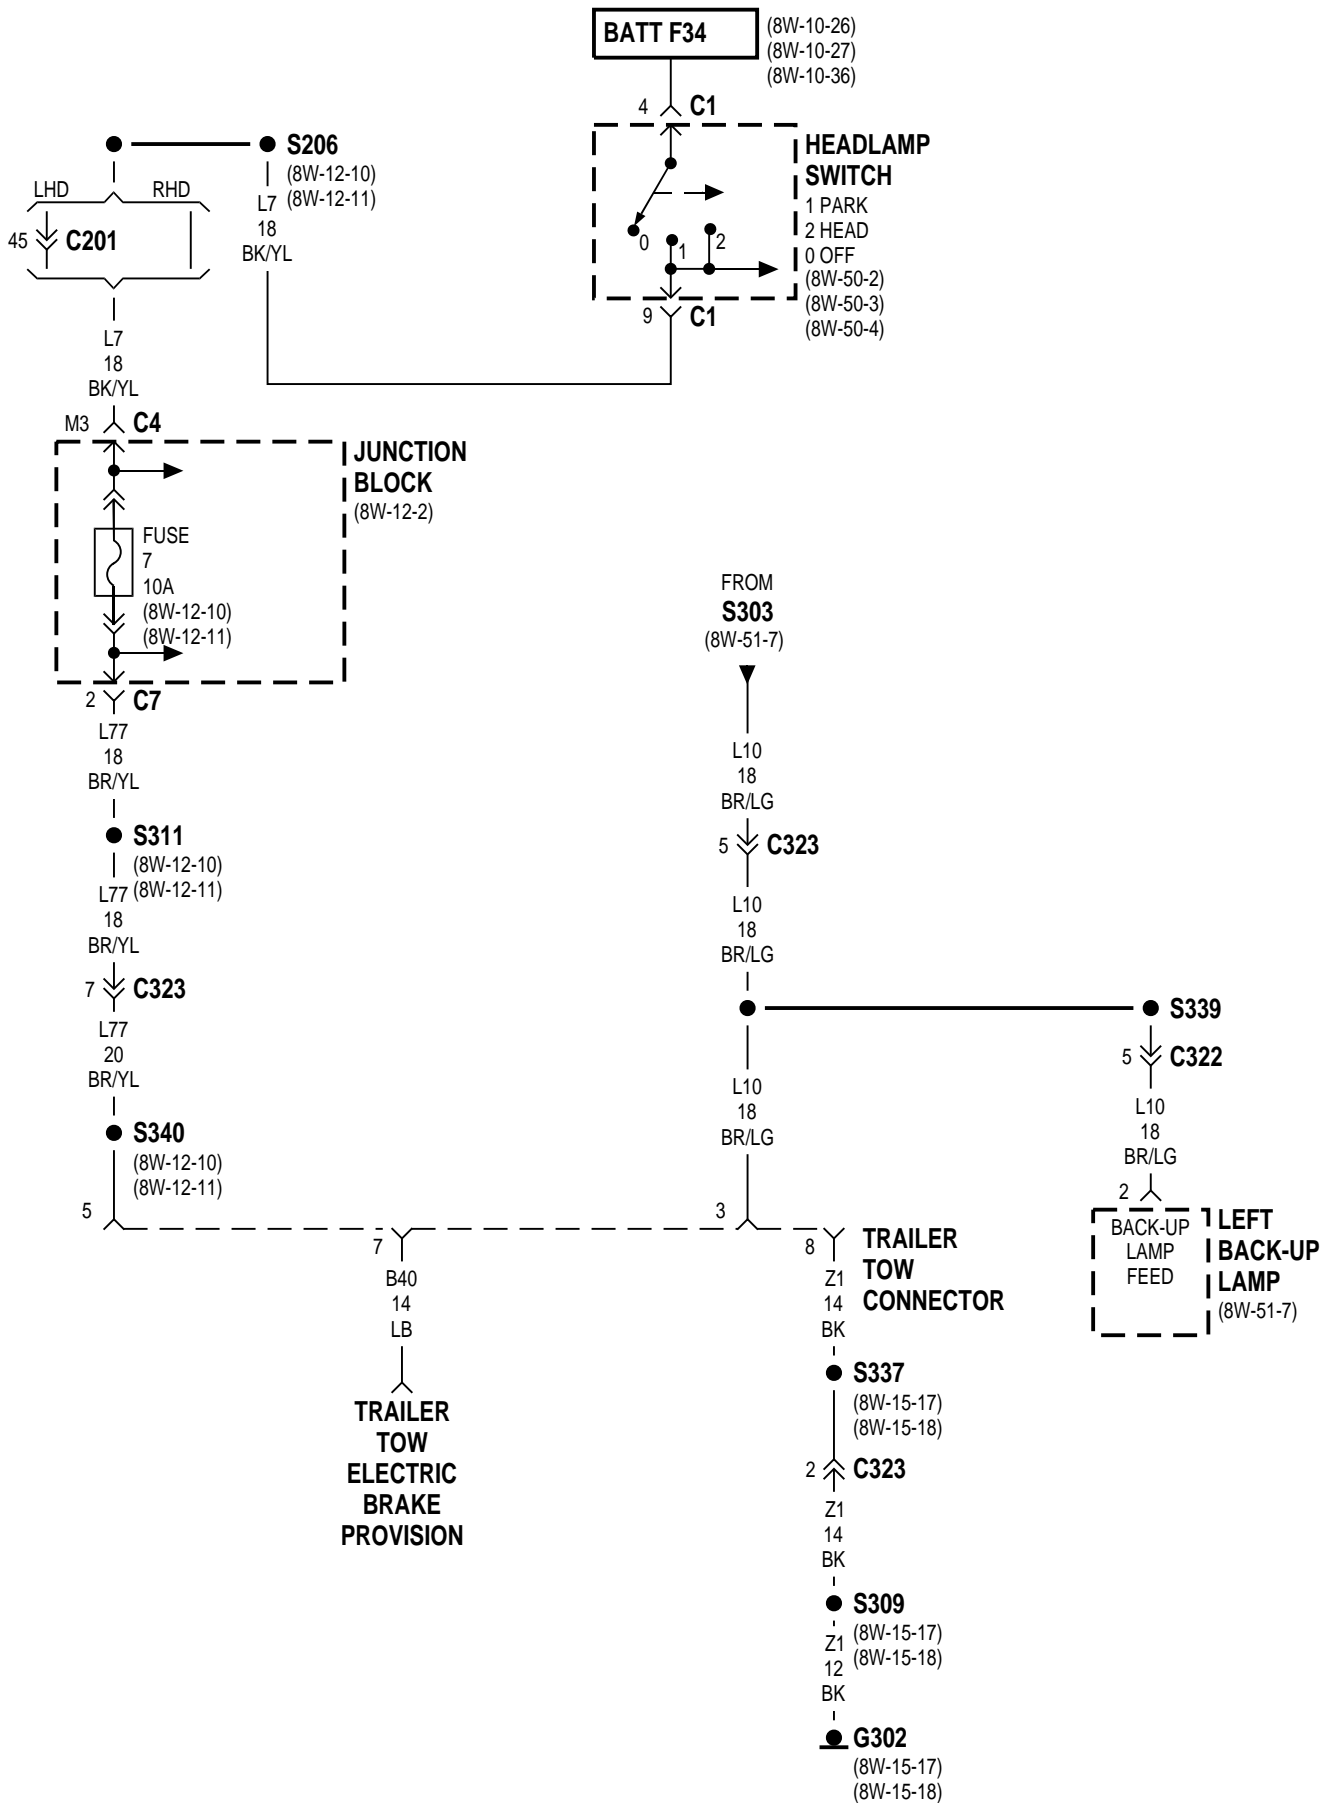 BATT F34
(8W-10-26)
(8W-10-27)
(8W-10-36)
4
C1
HEADLAMP
SWITCH
1 PARK
2 HEAD
0 OFF
(8W-50-2)
(8W-50-3)
(8W-50-4)
0
1
2
9
C1
S206
(8W-12-10)
(8W-12-11)
L7
18
BK/YL
LHD
RHD
45
C201
L7
18
BK/YL
M3
C4
JUNCTION
BLOCK
(8W-12-2)
FUSE
7
10A
(8W-12-10)
(8W-12-11)
2
C7
L77
18
BR/YL
S311
(8W-12-10)
(8W-12-11)
L77
18
BR/YL
7
C323
L77
20
BR/YL
S340
(8W-12-10)
(8W-12-11)
5
FROM
S303
(8W-51-7)
L10
18
BR/LG
5
C323
L10
18
BR/LG
S339
5
C322
L10
18
BR/LG
2
BACK-UP
LAMP
FEED
LEFT
BACK-UP
LAMP
(8W-51-7)
L10
18
BR/LG
3
7
B40
14
LB
TRAILER
TOW
ELECTRIC
BRAKE
PROVISION
8
TRAILER
TOW
CONNECTOR
Z1
14
BK
S337
(8W-15-17)
(8W-15-18)
2
C323
Z1
14
BK
S309
(8W-15-17)
(8W-15-18)
Z1
12
BK
G302
(8W-15-17)
(8W-15-18)